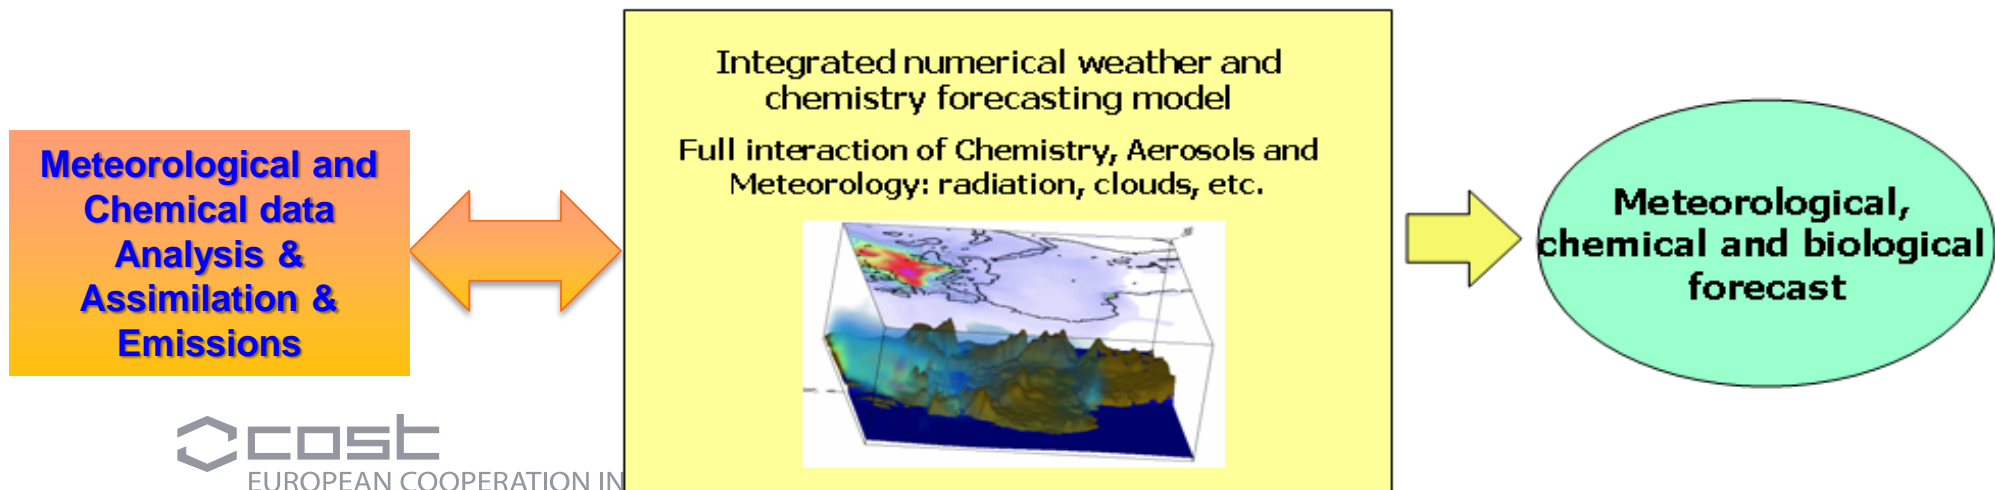 Meteorological and
Chemical data
Analysis &
Assimilation &
Emissions
Integrated numerical weather and
chemistry forecasting model
Full interaction of Chemistry, Aerosols and
Meteorology: radiation, clouds, etc.
Meteorological,
chemical and biological
forecast
cost
EUROPEAN COOPERATION IN